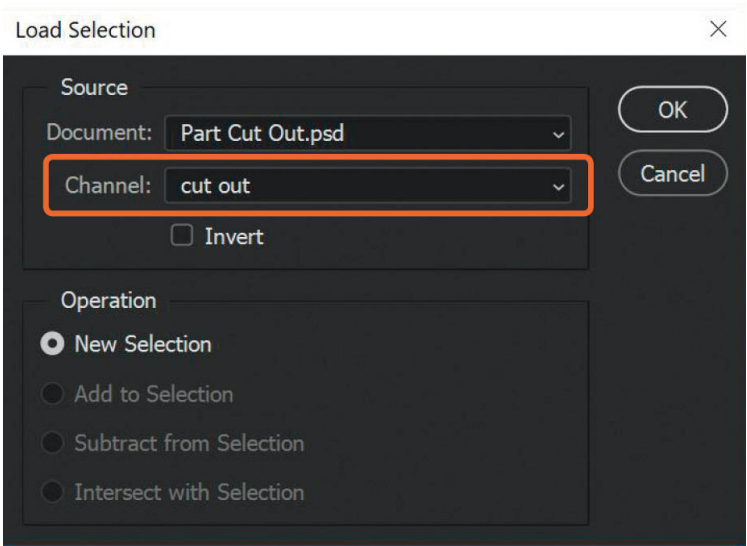 Load Selection
Source
Document: Part Cut Out.psd
OK
Channel: cut out
Cancel
Invert
Operation
New Selection
Add to Selection
Subtract from Selection
Intersect with Selection